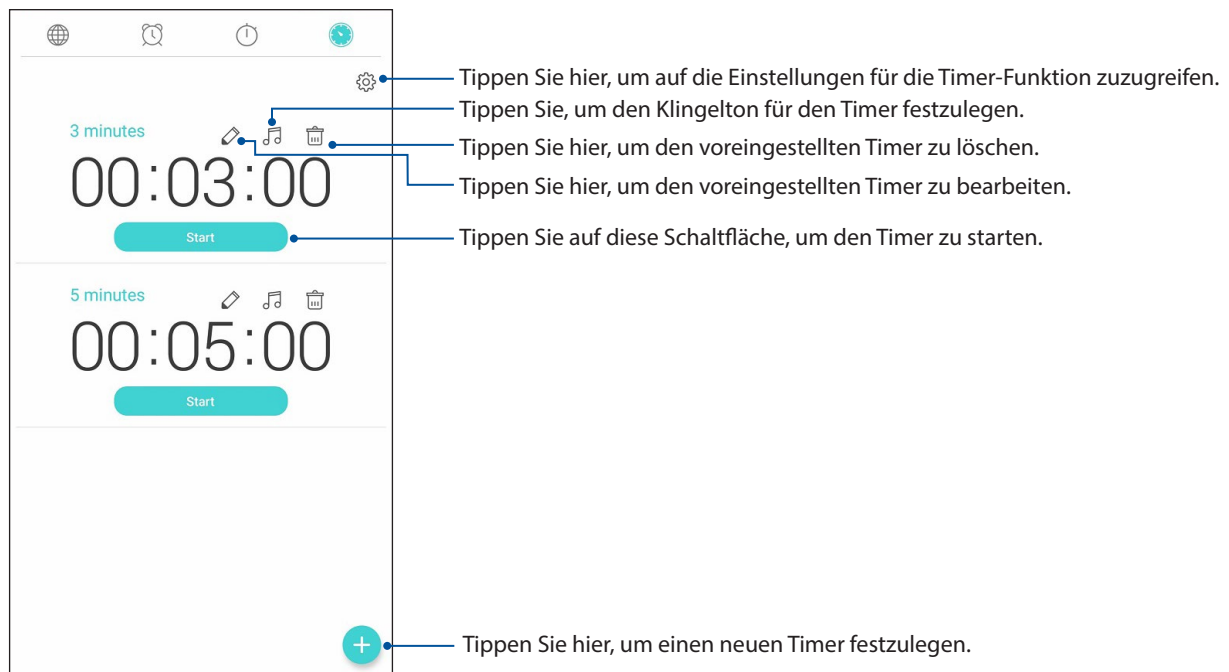 Tippen Sie hier, um auf die Einstellungen für die Timer-Funktion zuzugreifen.
Tippen Sie, um den Klingelton für den Timer festzulegen.
3 minutes
Tippen Sie hier, um den voreingestellten Timer zu löschen.
00:03:00
Tippen Sie hier, um den voreingestellten Timer zu bearbeiten.
Start
Tippen Sie auf diese Schaltfläche, um den Timer zu starten.
5 minutes
00:05:00
Start
Tippen Sie hier, um einen neuen Timer festzulegen.